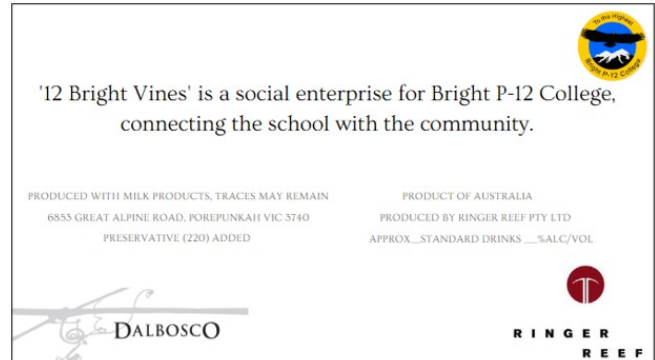 To the Highest
Bright P-12 College
'12 Bright Vines' is a social enterprise for Bright P-12 College,
connecting the school with the community.
PRODUCED WITH MILK PRODUCTS, TRACES MAY REMAIN
6853 GREAT ALPINE ROAD, POREPUNKAH VIC 3740
PRESERVATIVE (220) ADDED
PRODUCT OF AUSTRALIA
PRODUCED BY RINGER REEF PTY LTD
APPROX__STANDARD DRINKS ___%ALC/VOL
DALBOSCO
RINGER
REEF